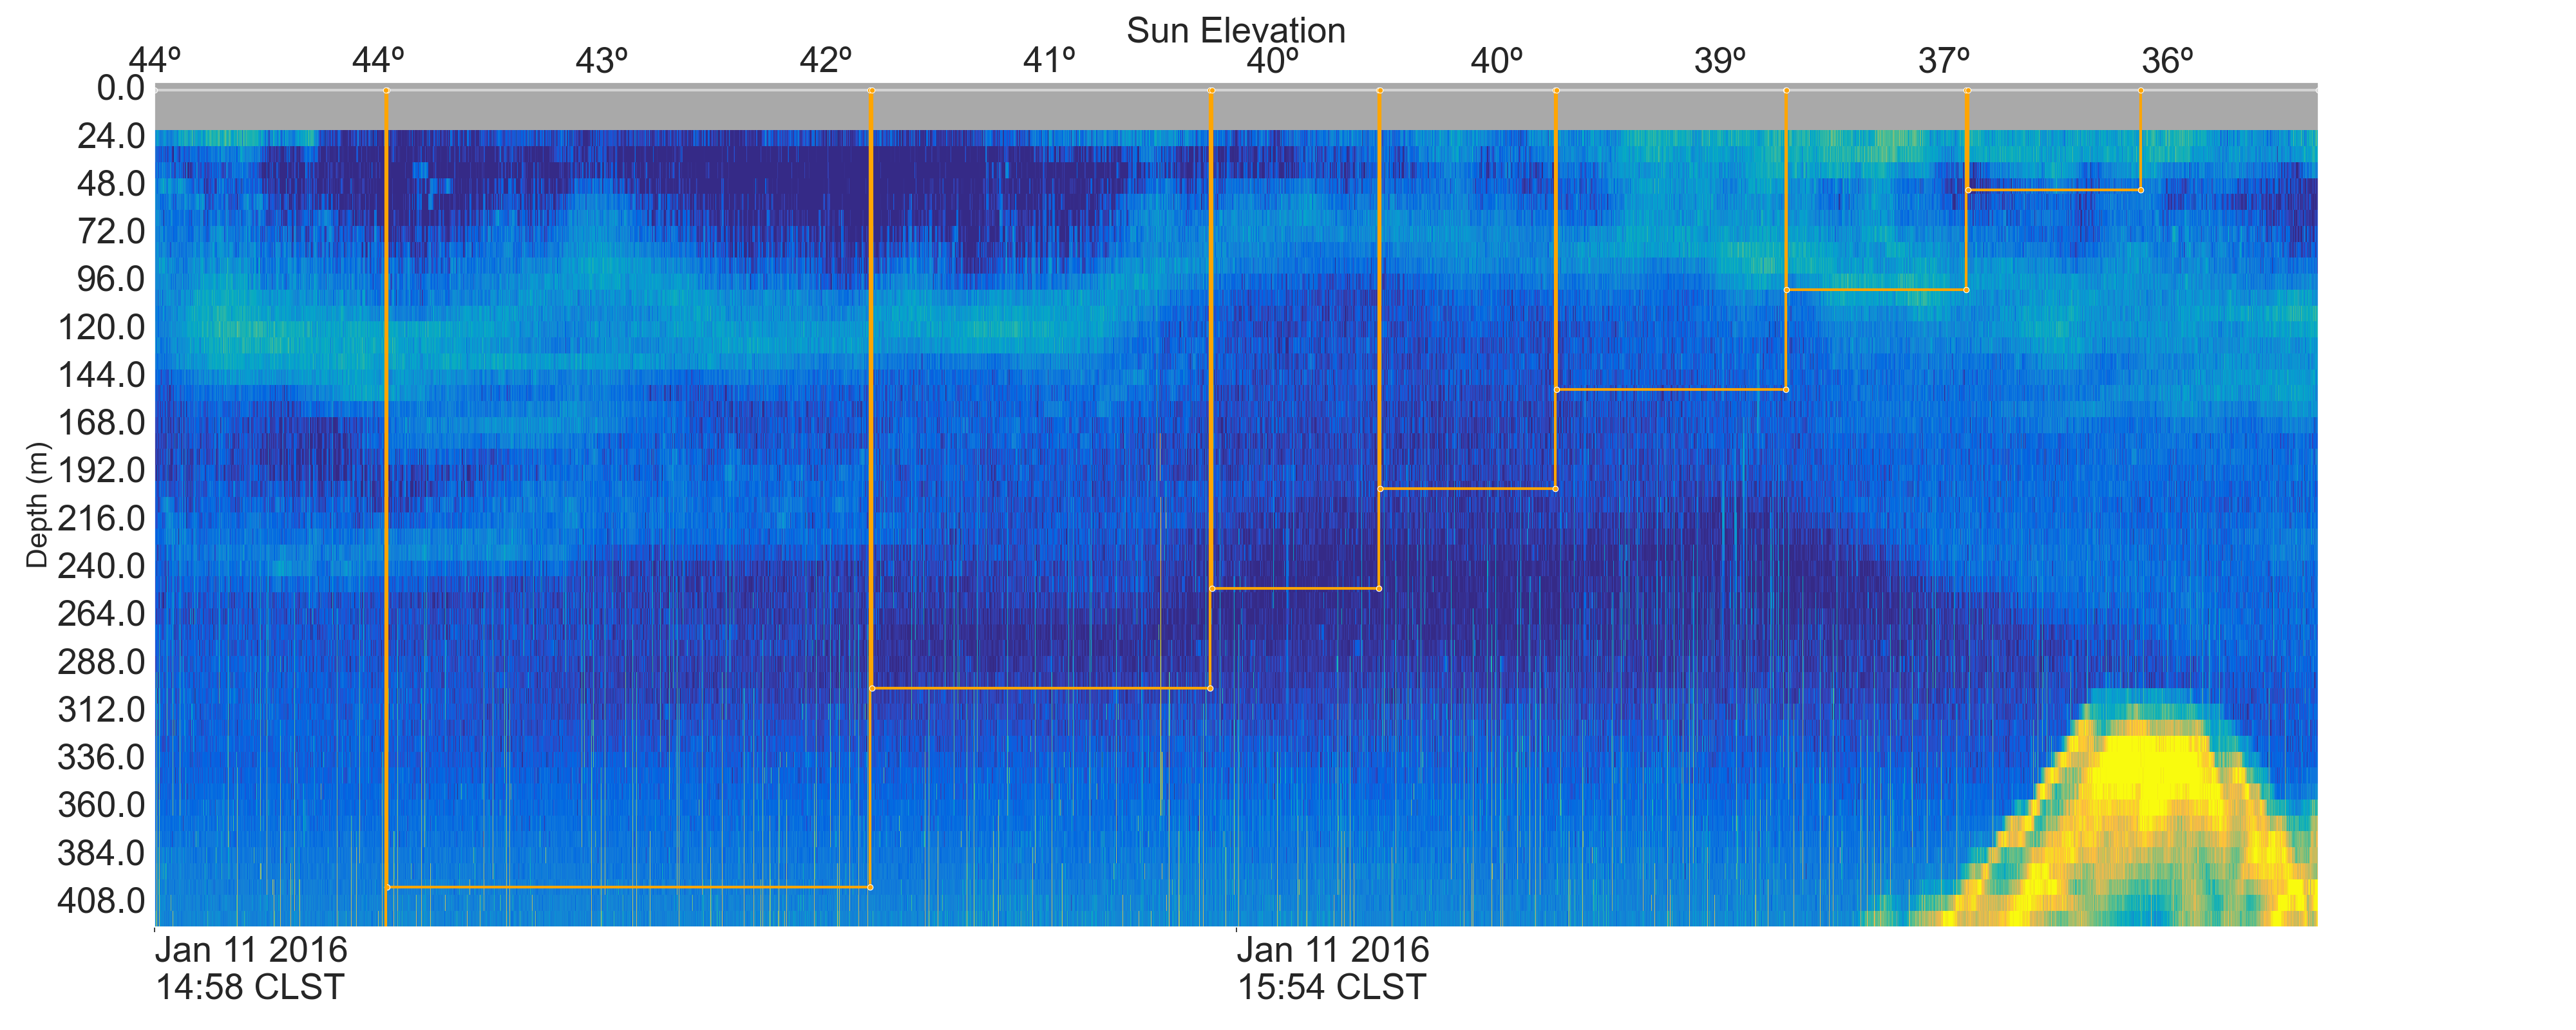 Sun Elevation
44º 44º 43º 42º 41º 40º 40º 39º 37º 36º
0.0
24.0
48.0
72.0
96.0
120.0
144.0
168.0
192.0
216.0
240.0
264.0
288.0
312.0
336.0
360.0
384.0
408.0
Depth (m)
Jan 11 2016
14:58 CLST
Jan 11 2016
15:54 CLST